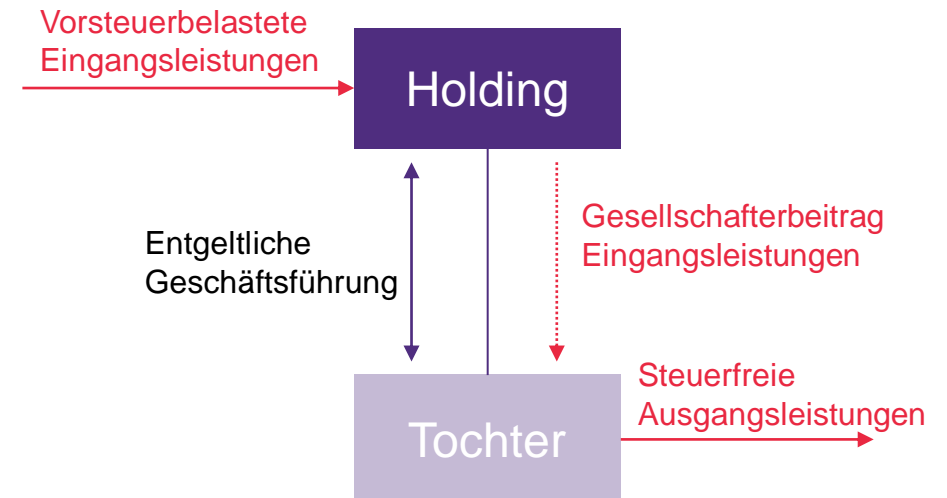 Vorsteuerbelastete
Eingangsleistungen
Holding
Entgeltliche
Geschäftsführung
Gesellschafterbeitrag
Eingangsleistungen
Steuerfreie
Ausgangsleistungen
Tochter